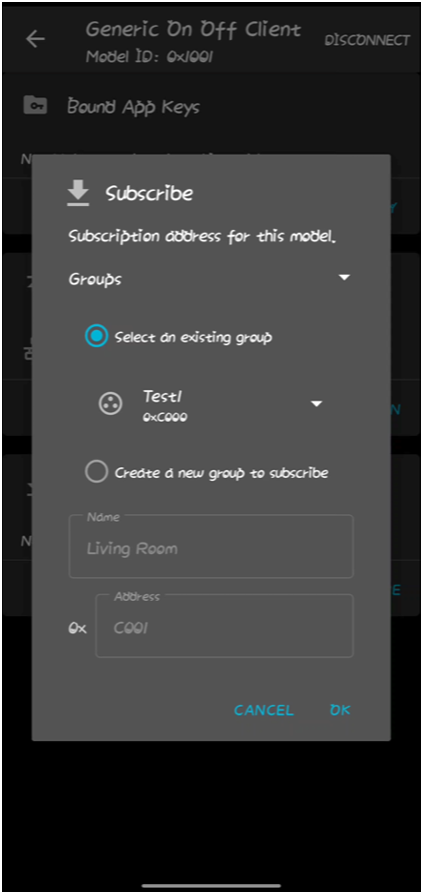 Generic On Off Client
DISCONNECT
Model ID: 0x1001
Bound App Keys
Subscribe
Subscription address for this model.
Groups
Select an existing group
Test1
0xC000
Create a new group to subscribe
Name
Living Room
Address
0x
C001
CANCEL
OK